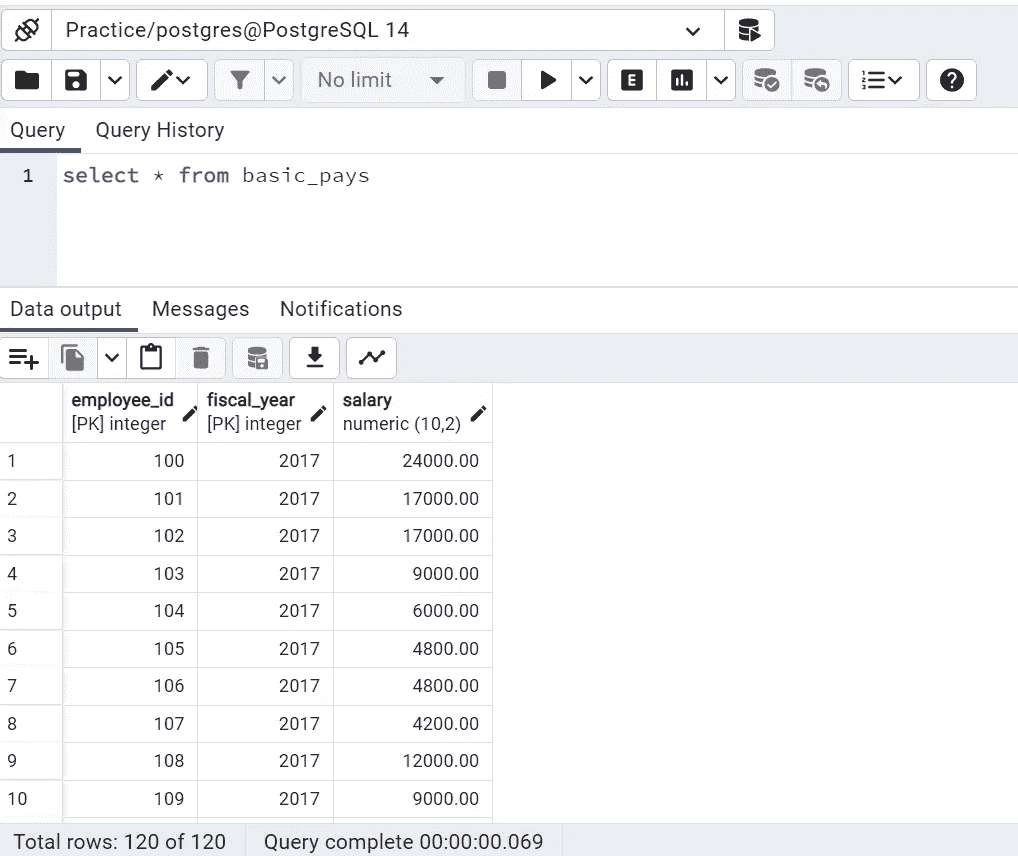 Practice/postgres@PostgreSQL 14
No limit
E
Query Query History
1 select * from basic_pays
Data output Messages Notifications
employee_id fiscal_year salary
[PK] integer [PK] integer numeric (10,2)
1 100 2017 24000.00
2 101 2017 17000.00
3 102 2017 17000.00
4 103 2017 9000.00
5 104 2017 6000.00
6 105 2017 4800.00
7 106 2017 4800.00
8 107 2017 4200.00
9 108 2017 12000.00
10 109 2017 9000.00
Total rows: 120 of 120 Query complete 00:00:00.069